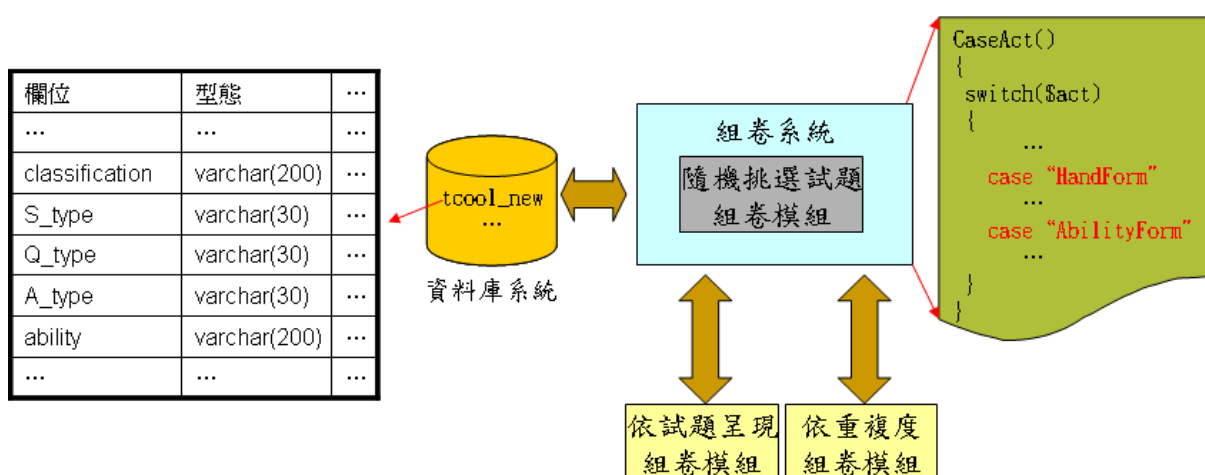 欄位 型態 …
… … …
classification varchar(200) …
S_type varchar(30) …
Q_type varchar(30) …
A_type varchar(30) …
ability varchar(200) …
… … …
tcool_new
…
資料庫系統
組卷系統
隨機挑選試題
組卷模組
依試題呈現
組卷模組
依重複度
組卷模組
CaseAct()
{
switch($act)
{
…
case “HandForm”
…
case “AbilityForm”
…
}
}